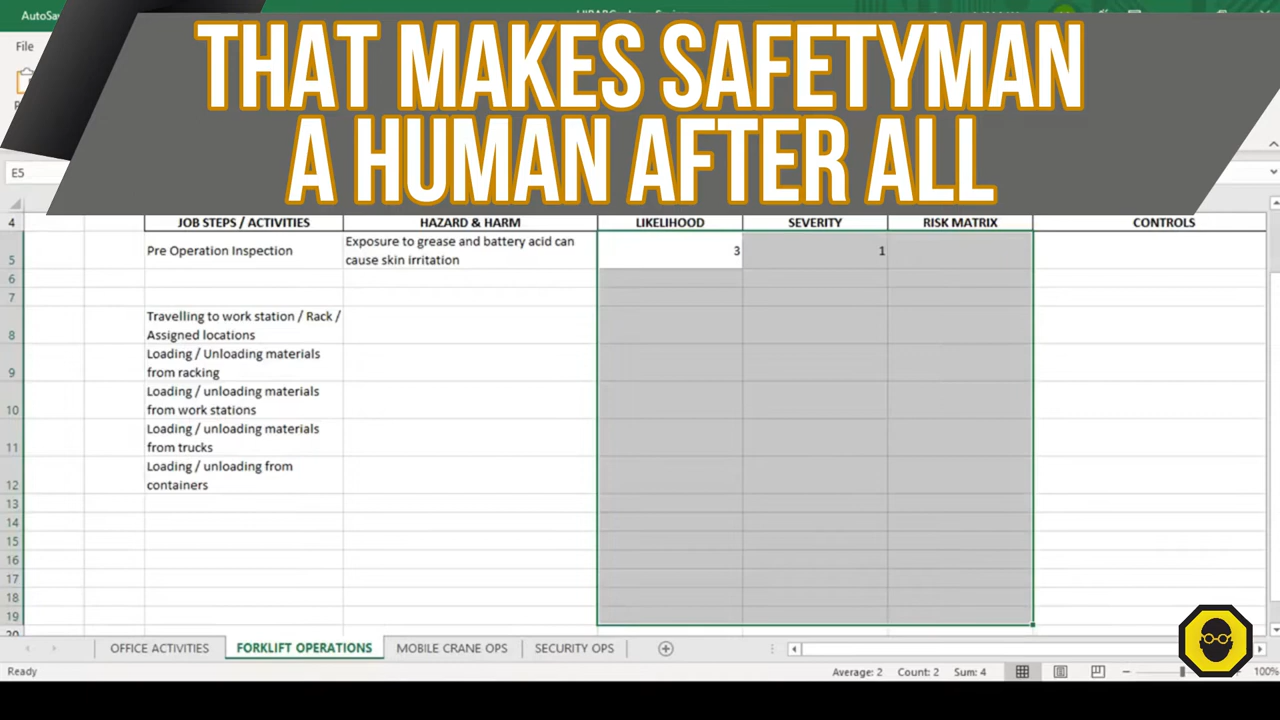 AutoSa
THAT MAKES SAFETYMAN
A HUMAN AFTER ALL
File
E5
4 JOB STEPS / ACTIVITIES HAZARD & HARM LIKELIHOOD SEVERITY RISK MATRIX CONTROLS
Exposure to grease and battery acid can
5 Pre Operation Inspection 3 1
cause skin irritation
6
7
Travelling to work station / Rack /
8 Assigned locations
Loading / Unloading materials
9 from racking
Loading / unloading materials
10 from work stations
Loading / unloading materials
11 from trucks
Loading / unloading from
12 containers
13
14
15
16
17
18
19
OFFICE ACTIVITIES FORKLIFT OPERATIONS MOBILE CRANE OPS SECURITY OPS
Ready Average: 2 Count: 2 Sum: 4 100%